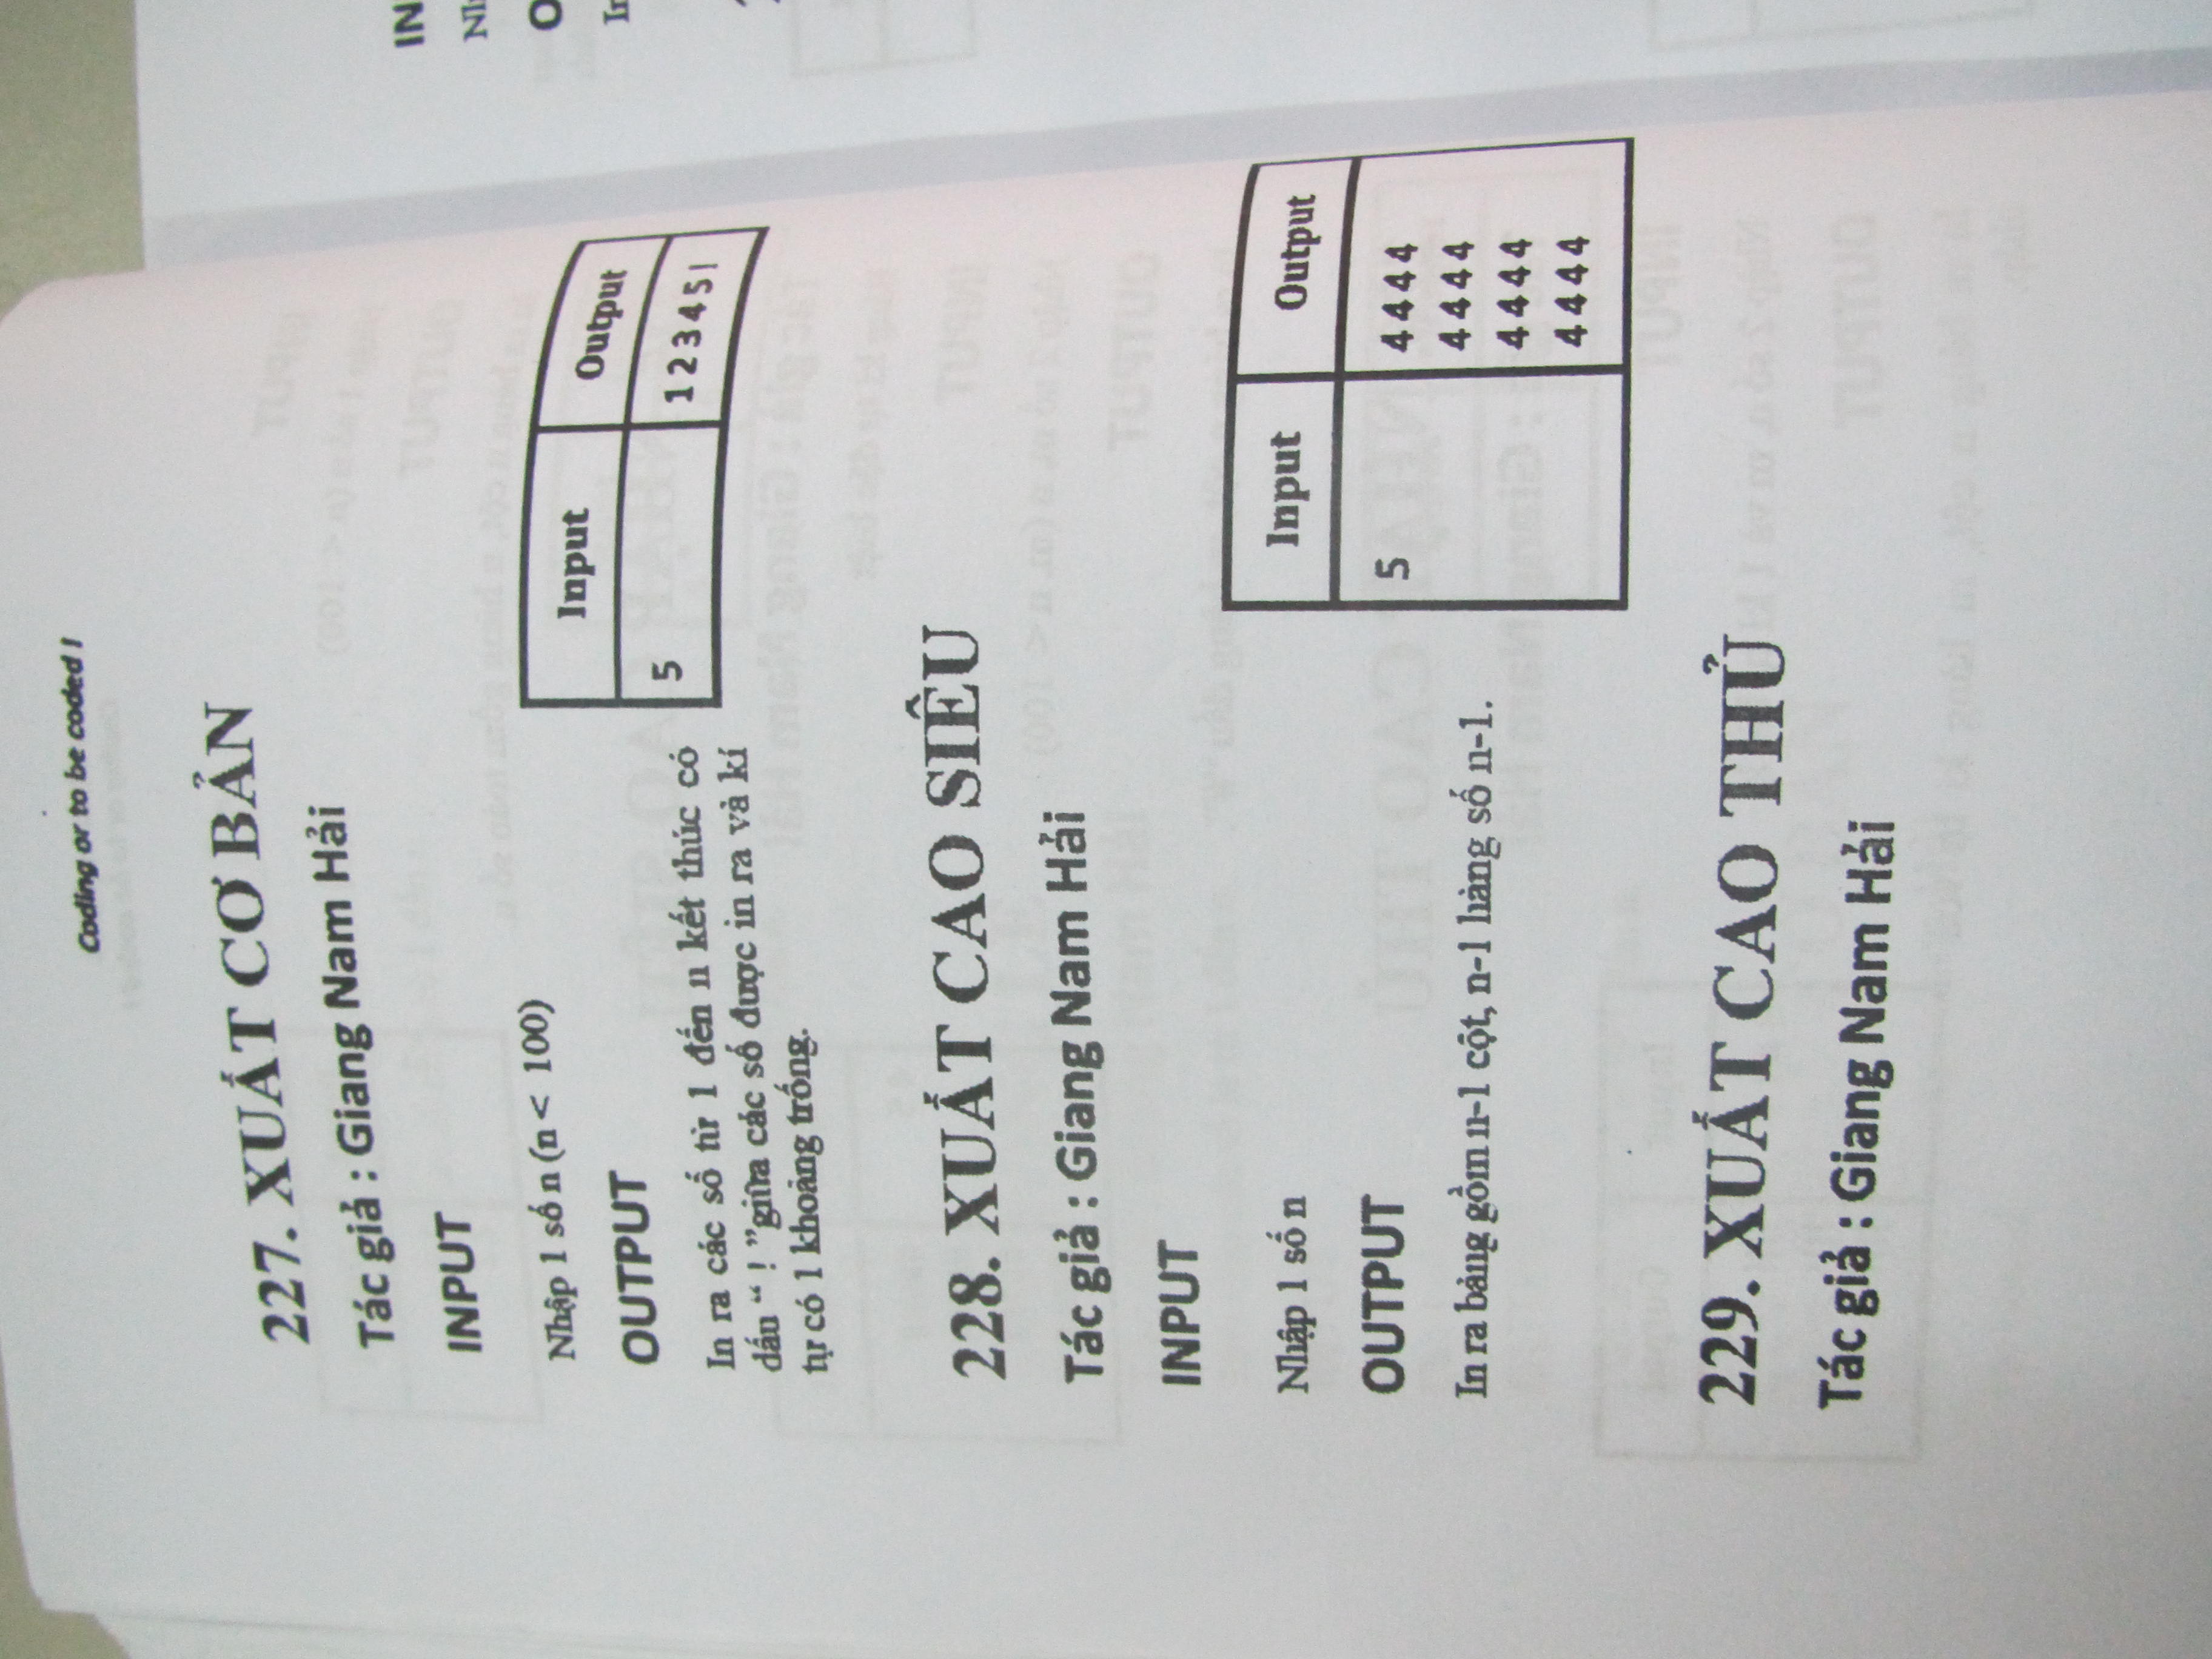 Coding or to be coded !
227. XUẤT CƠ BẢN
Tác giả : Giang Nam Hải
INPUT
Nhập 1 số n (n < 100)
OUTPUT
In ra các số từ 1 đến n kết thúc có
dấu “ ! ”giữa các số được in ra và kí
tự có 1 khoảng trống.
Input Output
5 1 2 3 4 5 !
228. XUẤT CAO SIÊU
Tác giả : Giang Nam Hải
INPUT
Nhập 1 số n
OUTPUT
In ra bảng gồm n-1 cột, n-1 hàng số n-1.
Input Output
5 4 4 4 4
4 4 4 4
4 4 4 4
4 4 4 4
229. XUẤT CAO THỦ
Tác giả : Giang Nam Hải